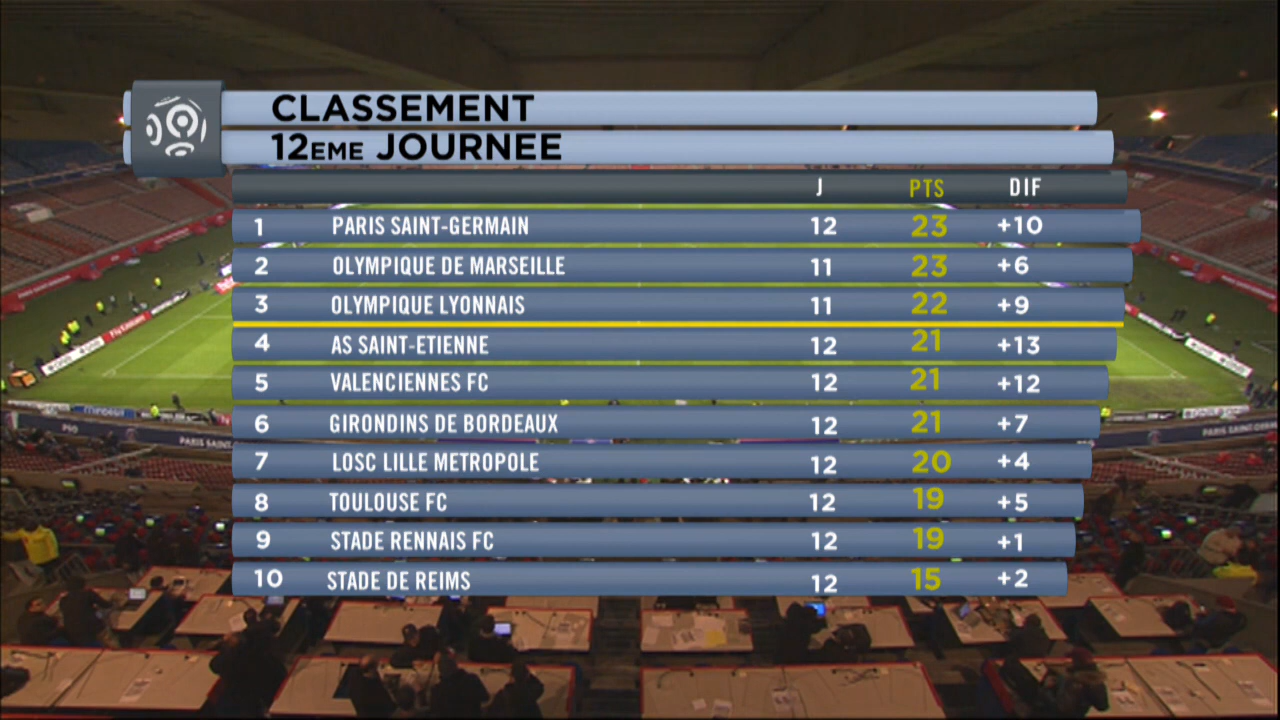 CLASSEMENT
12EME JOURNEE
J PTS DIF
1 PARIS SAINT-GERMAIN 12 23 +10
2 OLYMPIQUE DE MARSEILLE 11 23 +6
3 OLYMPIQUE LYONNAIS 11 22 +9
4 AS SAINT-ETIENNE 12 21 +13
5 VALENCIENNES FC 12 21 +12
6 GIRONDINS DE BORDEAUX 12 21 +7
7 LOSC LILLE METROPOLE 12 20 +4
8 TOULOUSE FC 12 19 +5
9 STADE RENNAIS FC 12 19 +1
10 STADE DE REIMS 12 15 +2